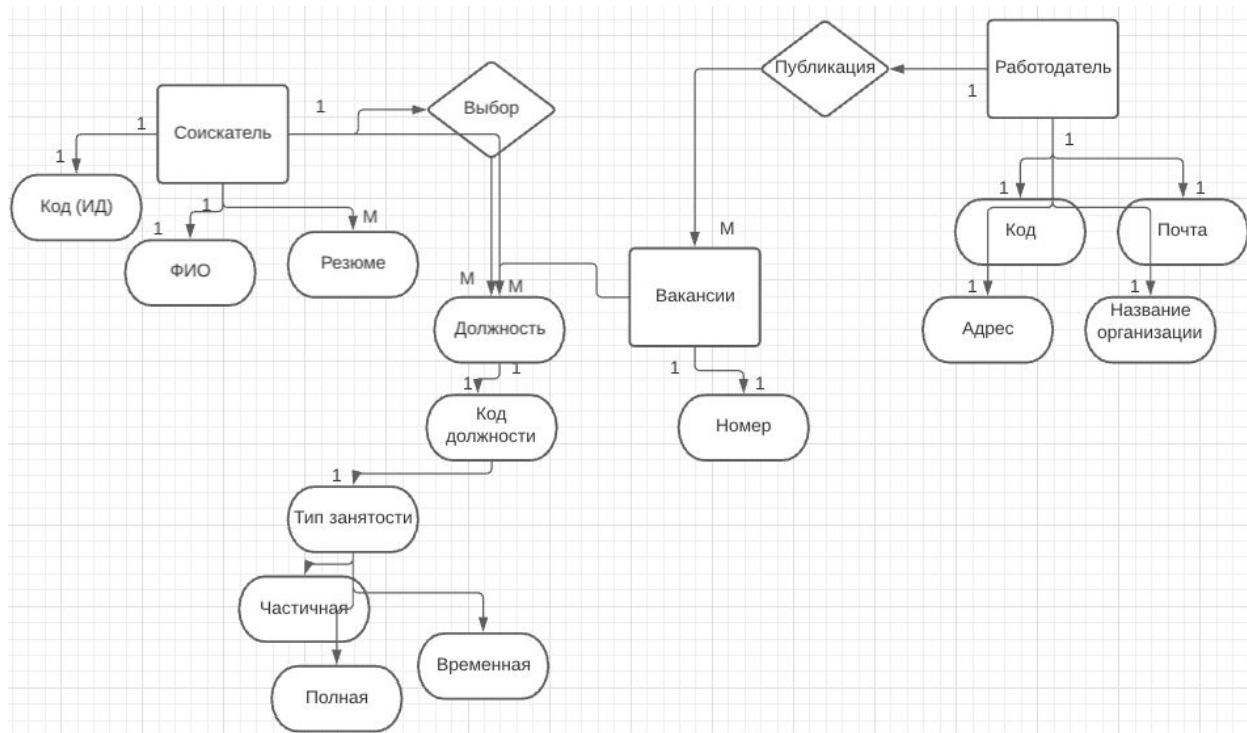 Публикация
Работодатель
1
Выбор
1
Соискатель
1
1
1
Код (ИД)
1
1
М
ФИО
Резюме
1
1
1
Код
Почта
М
Вакансии
М
М
Должность
1
1
Адрес
Название
организации
1
1
Код
должности
1
1
Номер
1
Тип занятости
Частичная
Временная
Полная